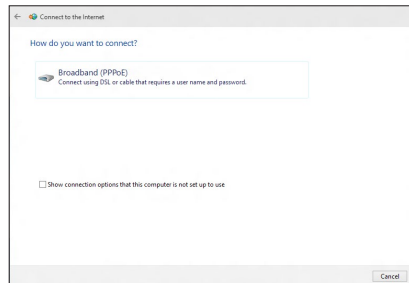 Connect to the Internet
How do you want to connect?
Broadband (PPPoE)
Connect using DSL or cable that requires a user name and password.
Show connection options that this computer is not set up to use
Cancel